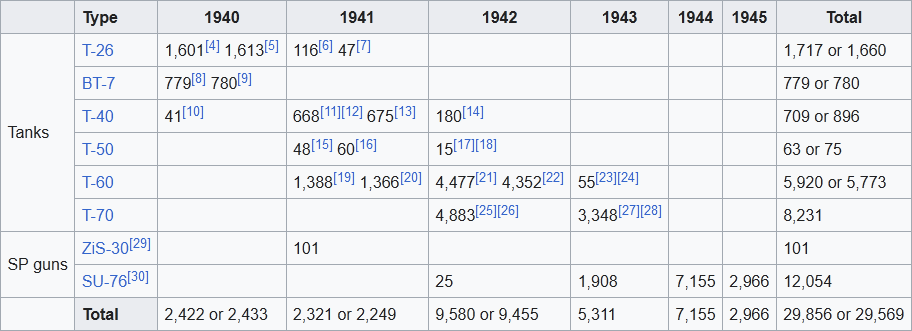 Type 1940 1941 1942 1943 1944 1945 Total
Tanks
T-26 1,601[4] 1,613[5] 116[6] 47[7] 1,717 or 1,660
BT-7 779[8] 780[9] 779 or 780
T-40 41[10] 668[11][12] 675[13] 180[14] 709 or 896
T-50 48[15] 60[16] 15[17][18] 63 or 75
T-60 1,388[19] 1,366[20] 4,477[21] 4,352[22] 55[23][24] 5,920 or 5,773
T-70 4,883[25][26] 3,348[27][28] 8,231
SP guns
ZiS-30[29] 101 101
SU-76[30] 25 1,908 7,155 2,966 12,054
Total 2,422 or 2,433 2,321 or 2,249 9,580 or 9,455 5,311 7,155 2,966 29,856 or 29,569